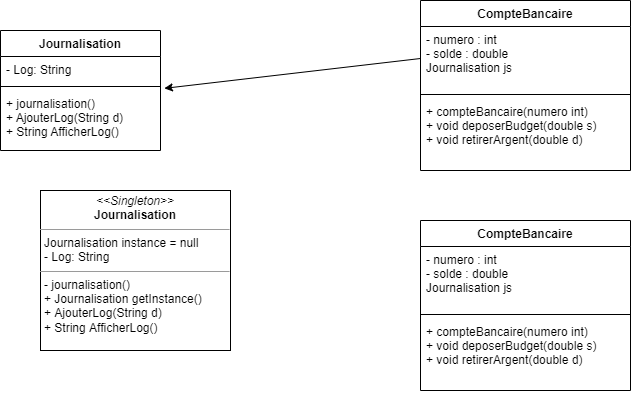 Journalisation
- Log: String
+ journalisation()
+ AjouterLog(String d)
+ String AfficherLog()
CompteBancaire
- numero : int
- solde : double
Journalisation js
+ compteBancaire(numero int)
+ void deposerBudget(double s)
+ void retirerArgent(double d)
<<Singleton>>
Journalisation
Journalisation instance = null
- Log: String
- journalisation()
+ Journalisation getInstance()
+ AjouterLog(String d)
+ String AfficherLog()
CompteBancaire
- numero : int
- solde : double
Journalisation js
+ compteBancaire(numero int)
+ void deposerBudget(double s)
+ void retirerArgent(double d)